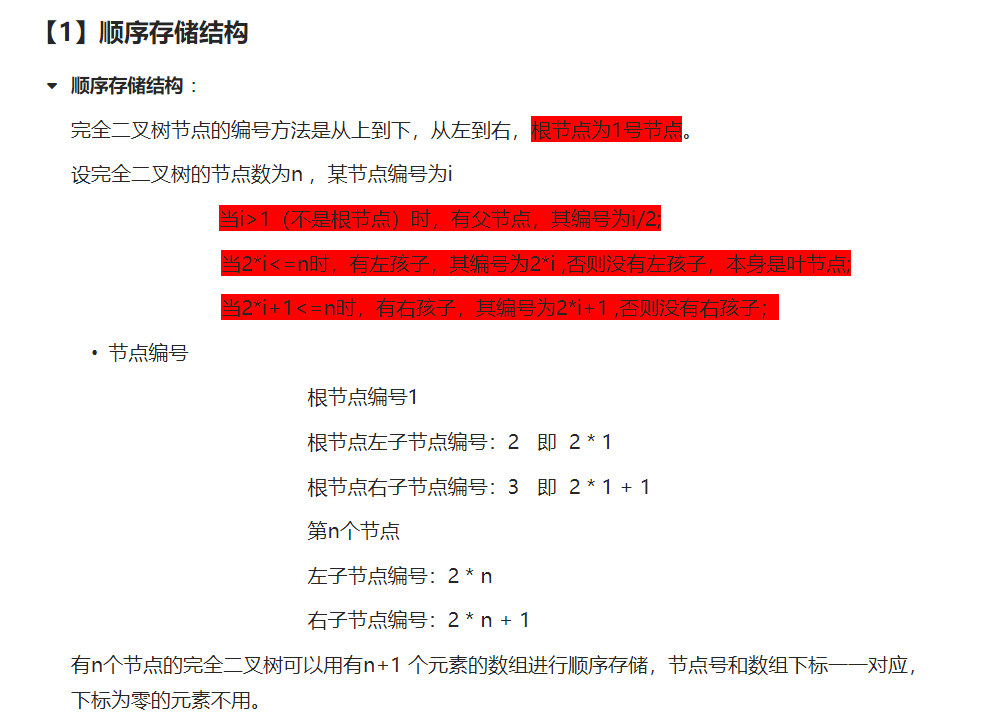 【1】顺序存储结构
顺序存储结构：
完全二叉树节点的编号方法是从上到下，从左到右，根节点为1号节点。
设完全二叉树的节点数为n ，某节点编号为i
当i>1（不是根节点）时，有父节点，其编号为i/2;
当2*i<=n时，有左孩子，其编号为2*i ,否则没有左孩子，本身是叶节点;
当2*i+1<=n时，有右孩子，其编号为2*i+1 ,否则没有右孩子；
• 节点编号
根节点编号1
根节点左子节点编号：2 即 2 * 1
根节点右子节点编号：3 即 2 * 1 + 1
第n个节点
左子节点编号：2 * n
右子节点编号：2 * n + 1
有n个节点的完全二叉树可以用有n+1 个元素的数组进行顺序存储，节点号和数组下标一一对应，
下标为零的元素不用。